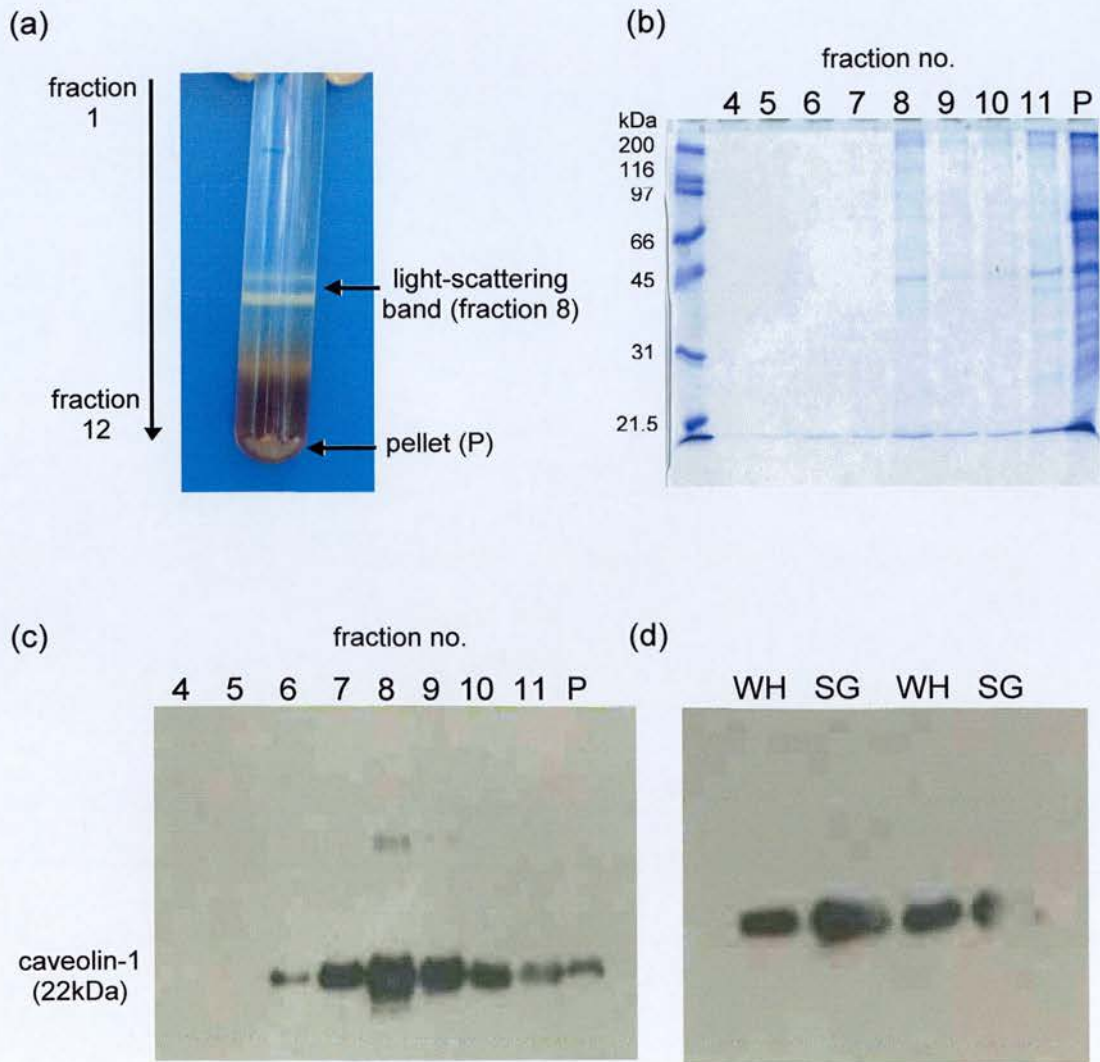 (a)
fraction
1
light-scattering
band (fraction 8)
fraction
12
pellet (P)
(b)
fraction no.
4 5 6 7 8 9 10 11 P
kDa
200
116
97
66
45
31
21.5
(c)
fraction no.
4 5 6 7 8 9 10 11 P
caveolin-1
(22kDa)
(d)
WH SG WH SG